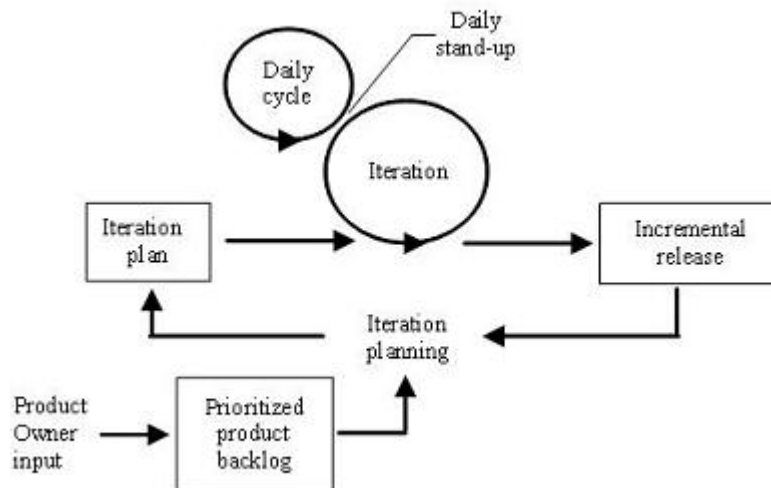 Daily
stand-up
Daily
cycle
Iteration
Iteration
plan
Incremental
release
Iteration
planning
Product
Owner
input
Prioritized
product
backlog